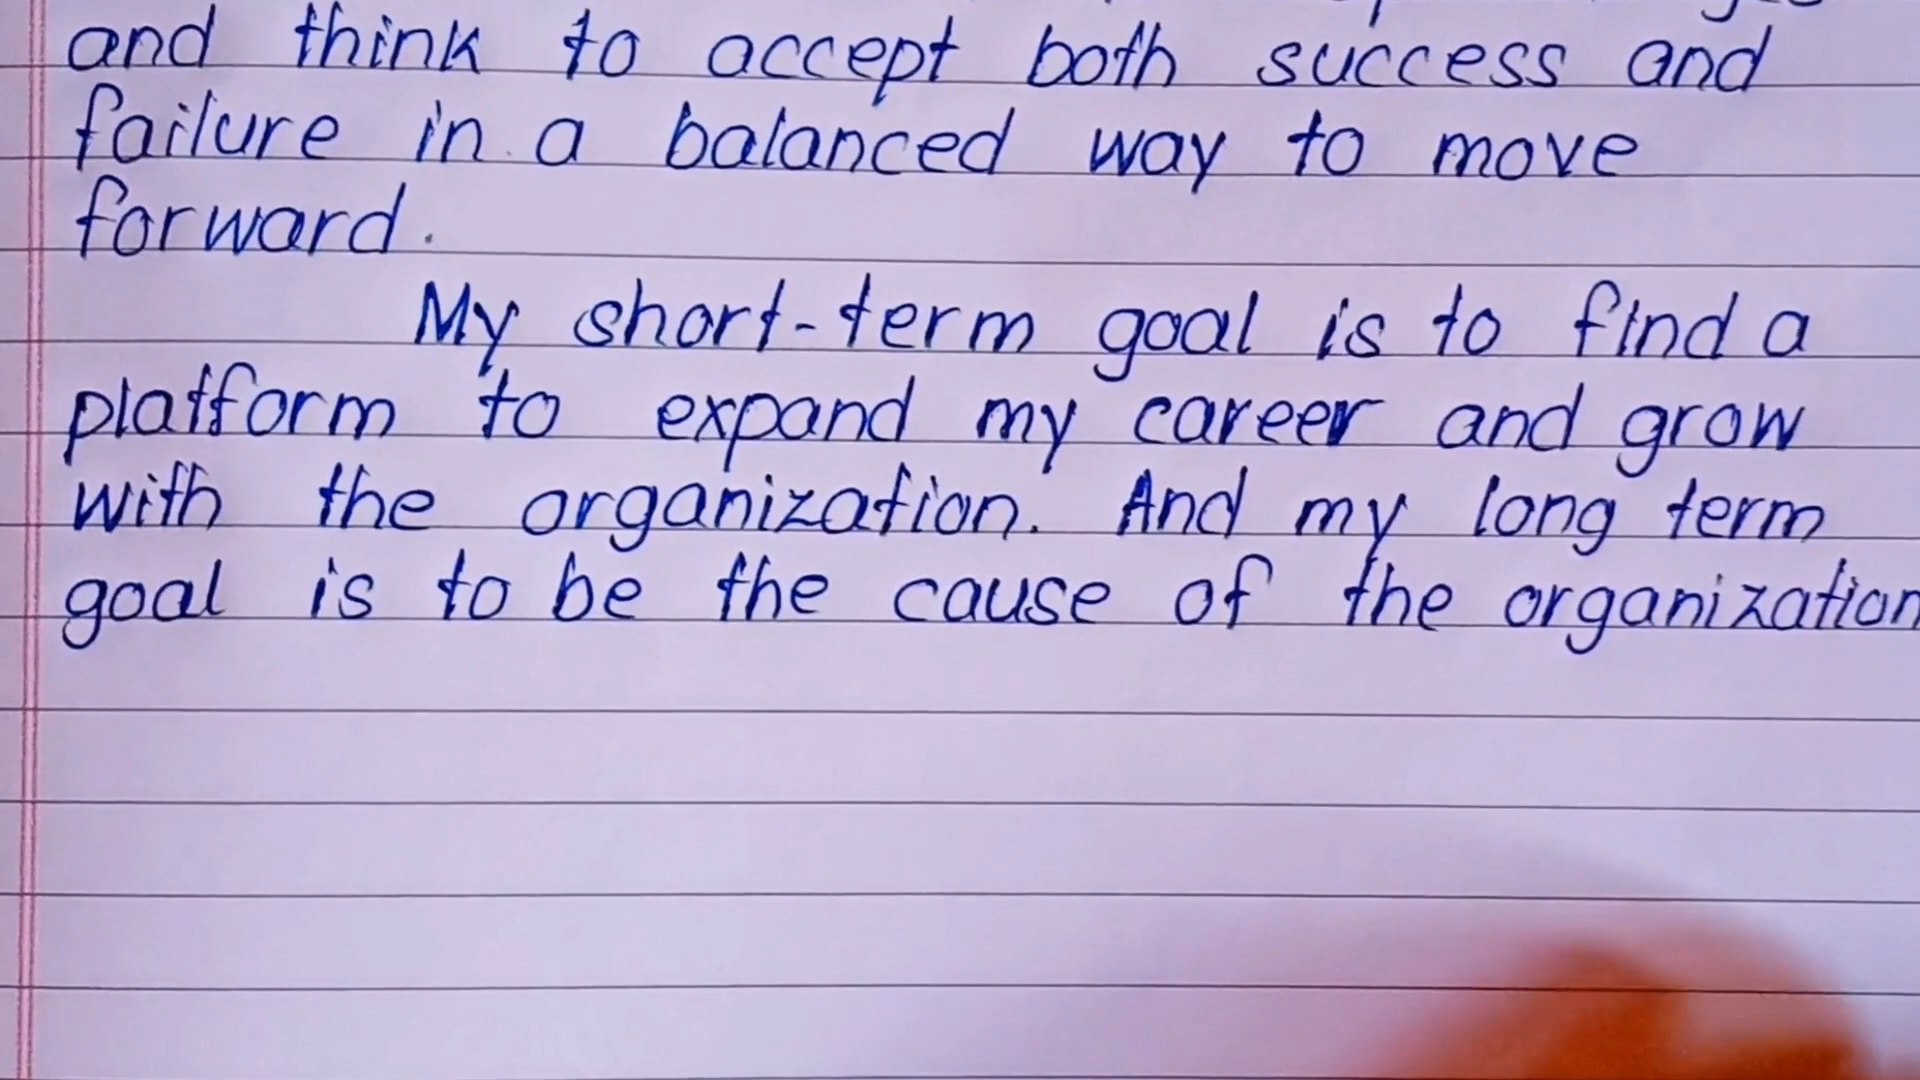 and think to accept both success and
failure in a balanced way to move
forward.
My short-term goal is to find a
platform to expand my career and grow
with the organization. And my long term
goal is to be the cause of the organization